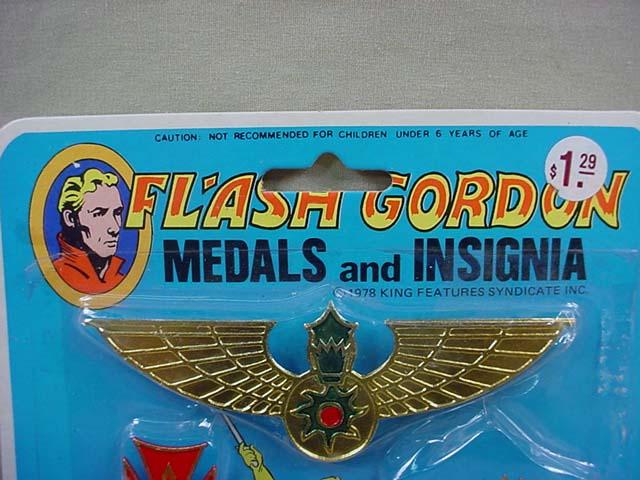 CAUTION: NOT RECOMMENDED FOR CHILDREN UNDER 6 YEARS OF AGE
$1.29
FLASH GORDON
MEDALS and INSIGNIA
© 1978 KING FEATURES SYNDICATE INC.